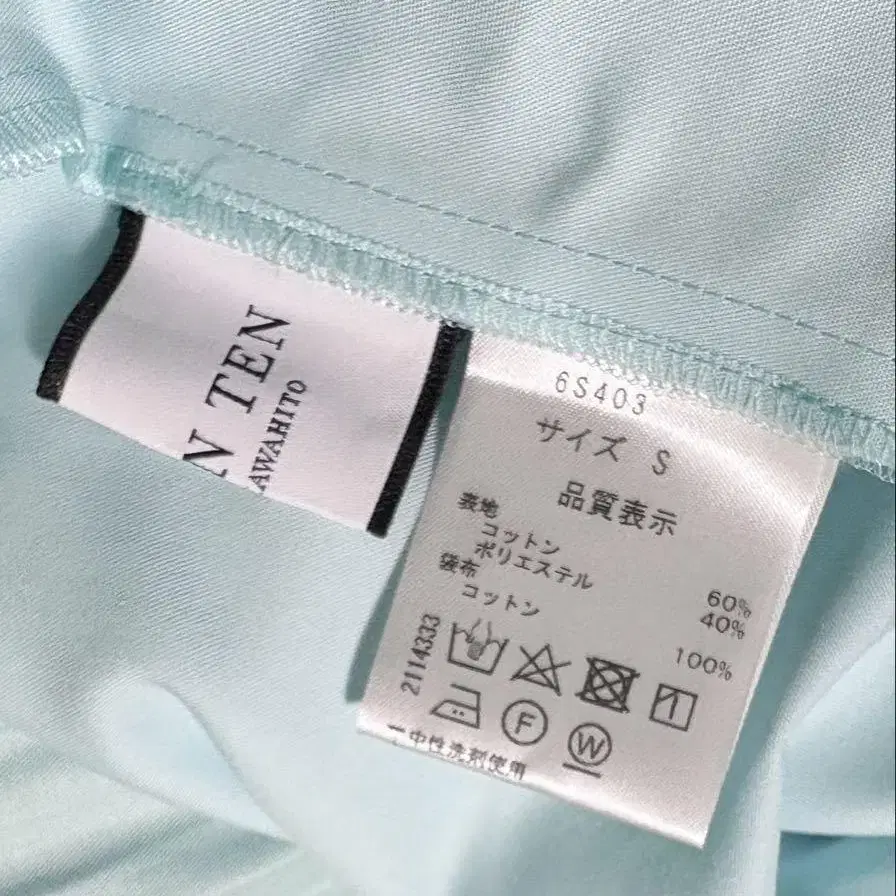 N TEN
AWAHITO
6S403
サイズ S
品質表示
表地
コットン 60%
ポリエステル 40%
袋布
コットン 100%
2114333
F
W
中性洗剤使用